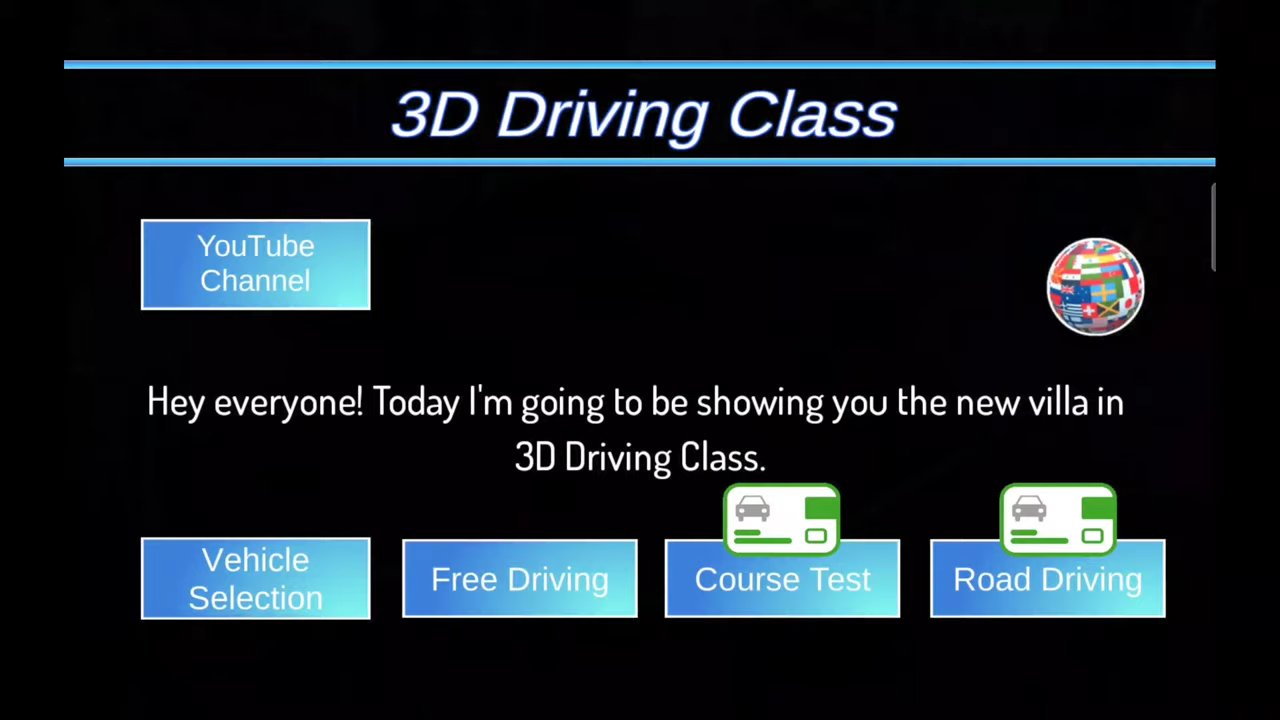 3D Driving Class
YouTube
Channel
Hey everyone! Today I'm going to be showing you the new villa in
3D Driving Class.
Vehicle
Selection
Free Driving
Course Test
Road Driving